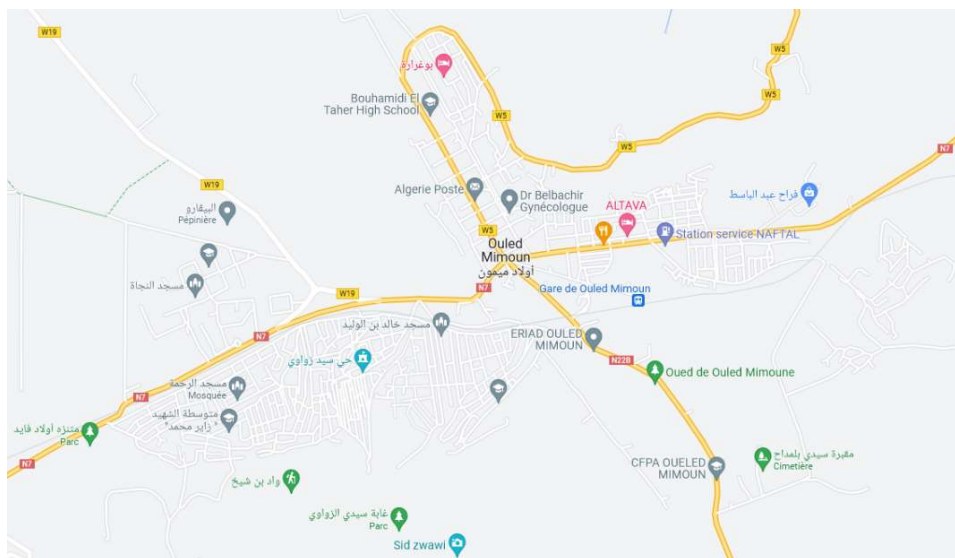 W19
W5
W5
N7
بوغرارة
W5
Bouhamidi El
Taher High School
W5
W19
Algerie Poste
Dr Belbachir
Gynécologue
فراح عبد الباسط
البيقارو
Pépinière
ALTAVA
Station service NAFTAL
W5
Ouled
Mimoun
أولاد ميمون
مسجد النجاة
N7
W19
Gare de Ouled Mimoun
مسجد خالد بن الوليد
N7
ERIAD OULED
MIMOUN
N22B
حي سيد زواوي
Oued de Ouled Mimoune
مسجد الرحمة
Mosquée
N7
متوسطة الشهيد
" زاير محمد"
متنزه أولاد قايد
Parc
N7
CFPA OUELED
MIMOUN
مقبرة سيدي بلمداح
Cimetière
واد بن شيخ
غابة سيدي الزواوي
Parc
Sid zwawi